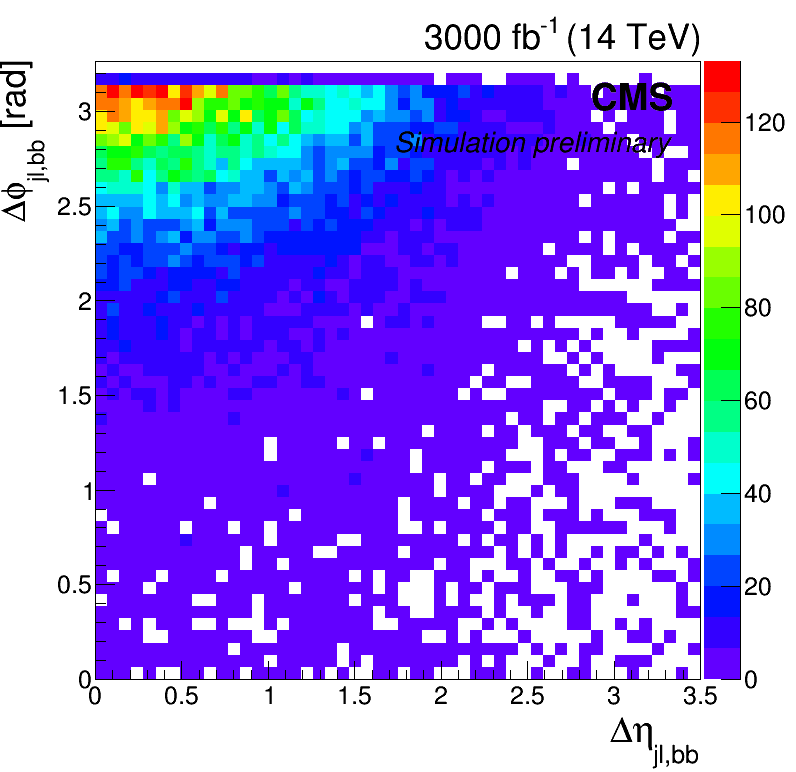 3000 fb-1 (14 TeV)
CMS
Simulation preliminary
Δϕjl,bb [rad]
3
2.5
2
1.5
1
0.5
0
0 0.5 1 1.5 2 2.5 3 3.5
Δηjl,bb
120
100
80
60
40
20
0